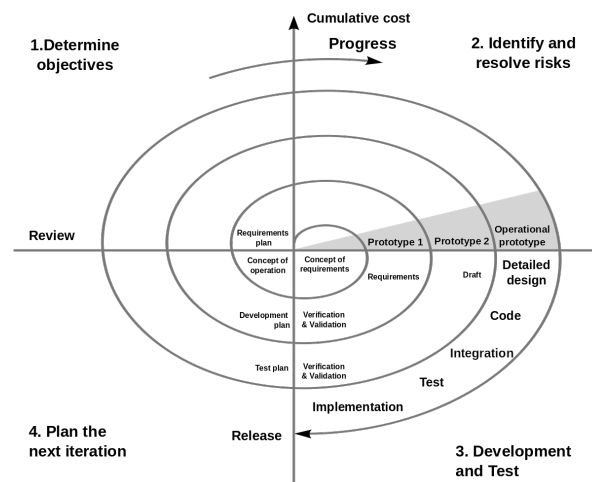 Cumulative cost
1.Determine
objectives
Progress
2. Identify and
resolve risks
Review
Requirements
plan
Prototype 1
Prototype 2
Operational
prototype
Concept of
operation
Concept of
requirements
Requirements
Draft
Detailed
design
Development
plan
Verification
& Validation
Code
Integration
Test plan
Verification
& Validation
Test
Implementation
Release
4. Plan the
next iteration
3. Development
and Test